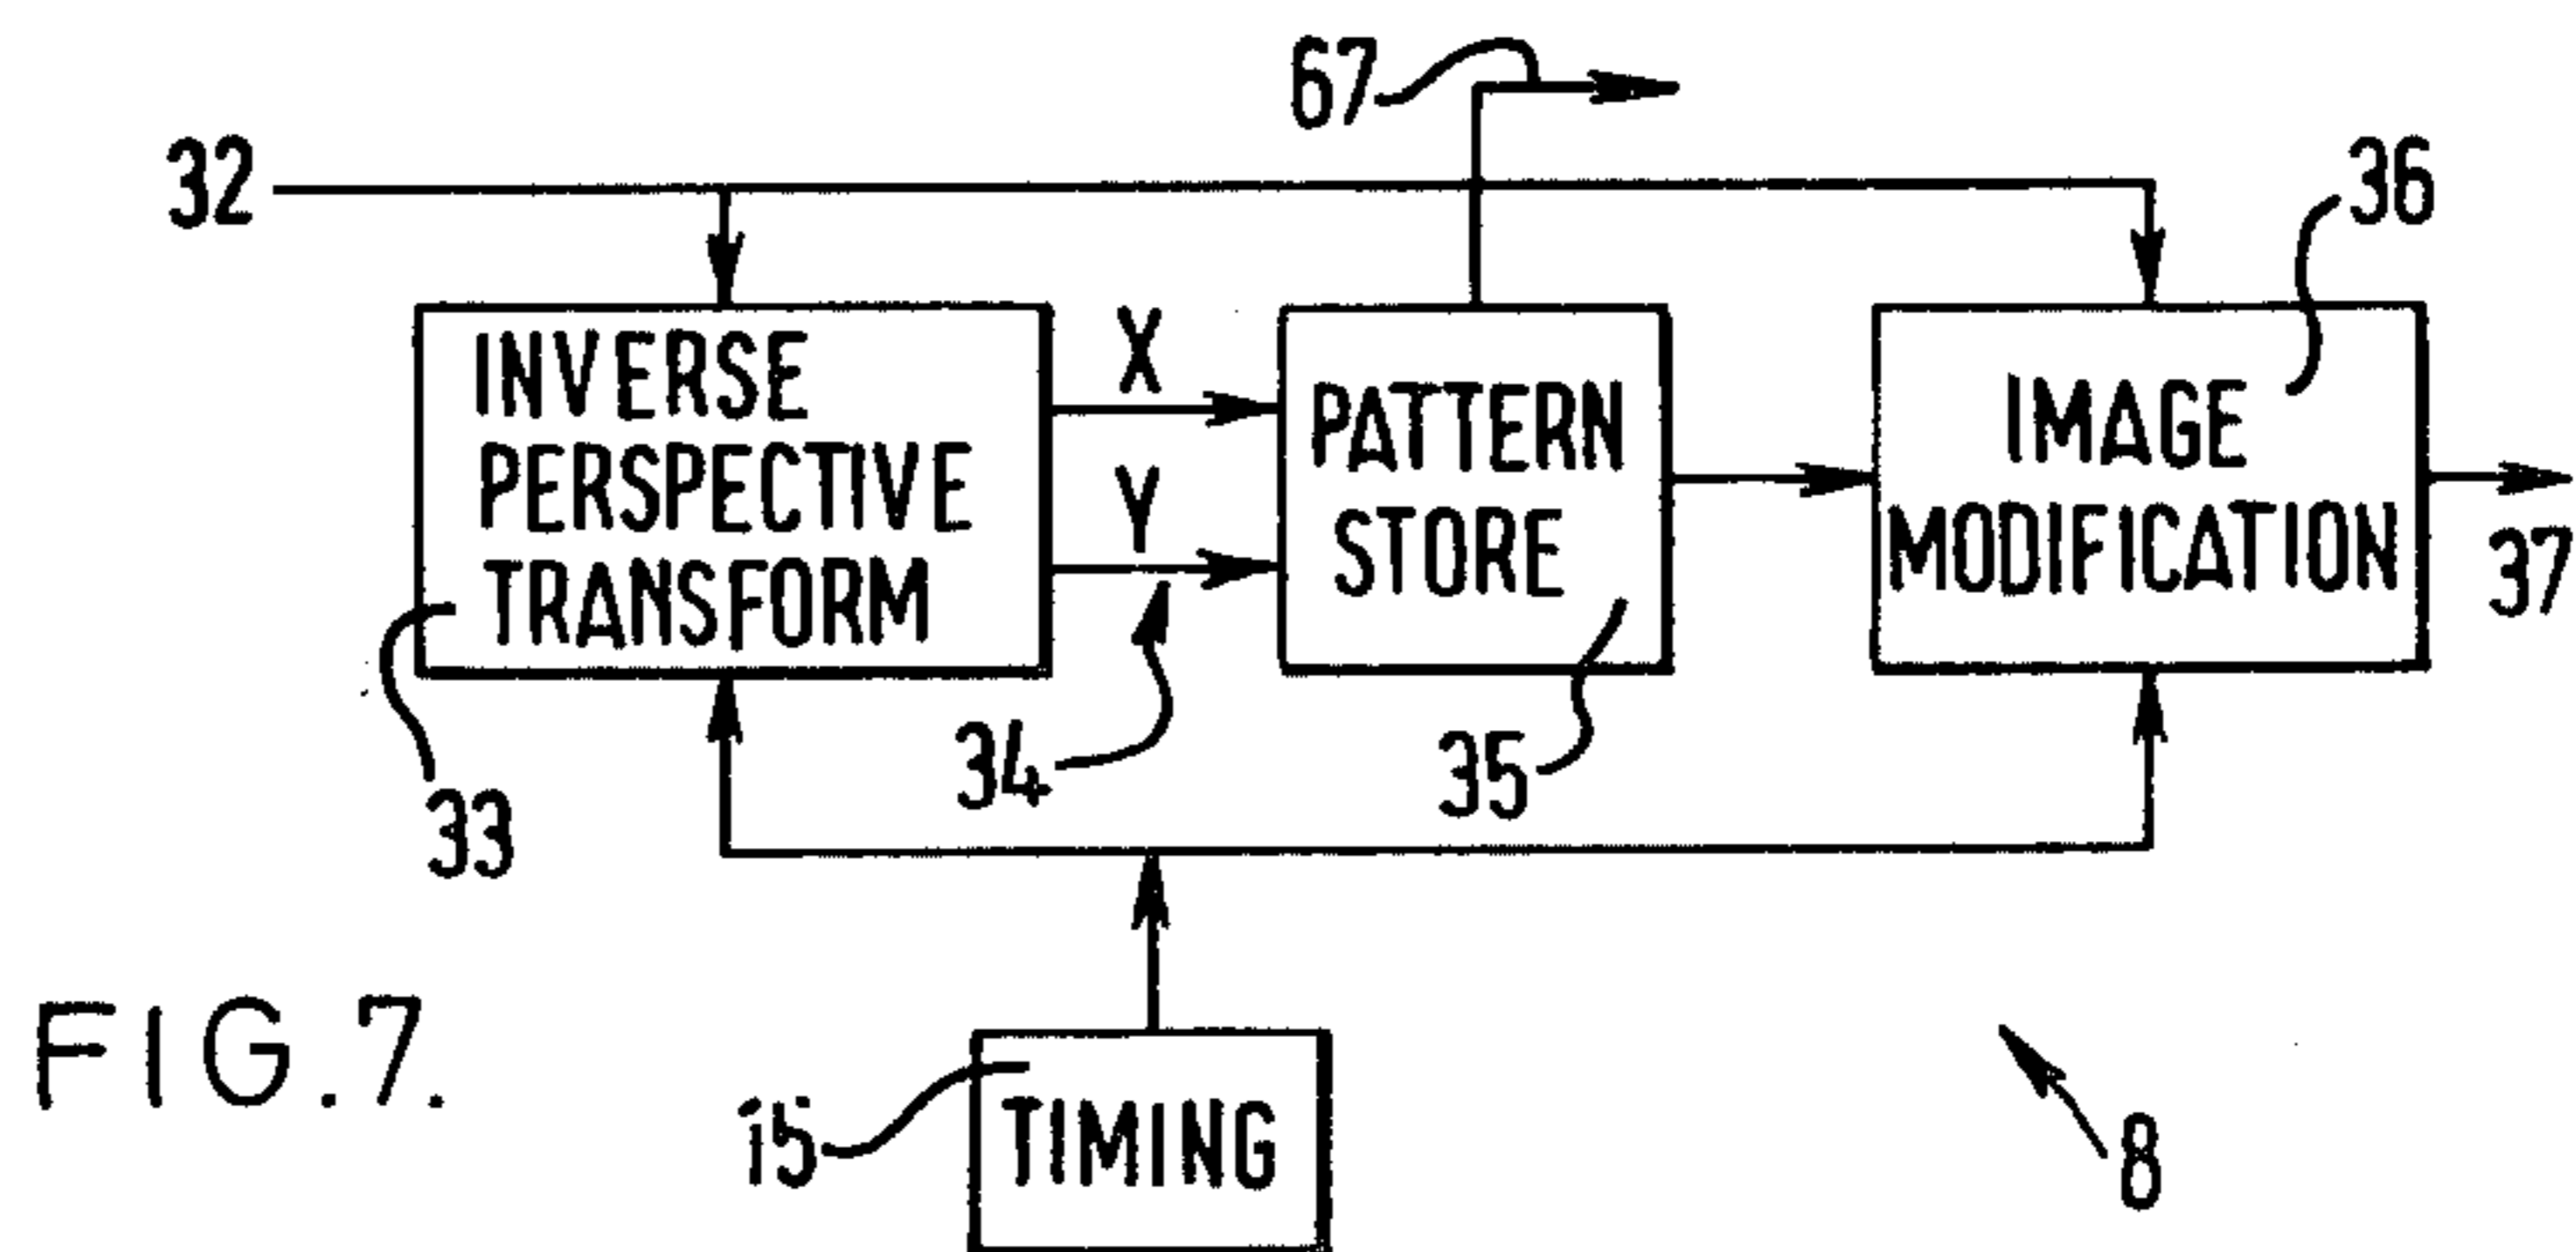 67
32
36
INVERSE
PERSPECTIVE
TRANSFORM
X
Y
PATTERN
STORE
IMAGE
MODIFICATION
37
33
34
35
FIG.7.
15
TIMING
8